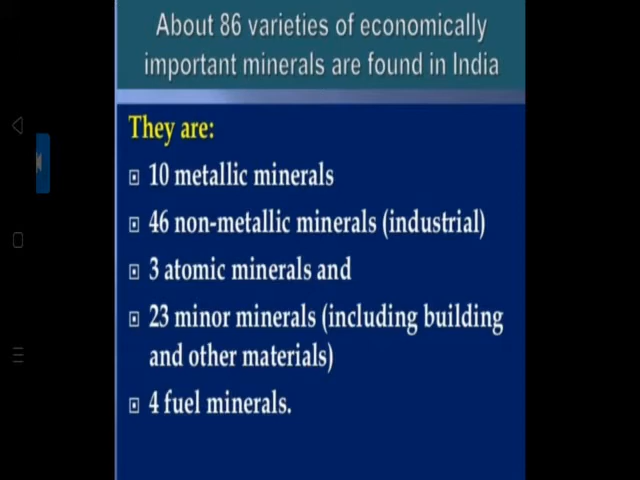 About 86 varieties of economically
important minerals are found in India
They are:
10 metallic minerals
46 non-metallic minerals (industrial)
3 atomic minerals and
23 minor minerals (including building
and other materials)
4 fuel minerals.